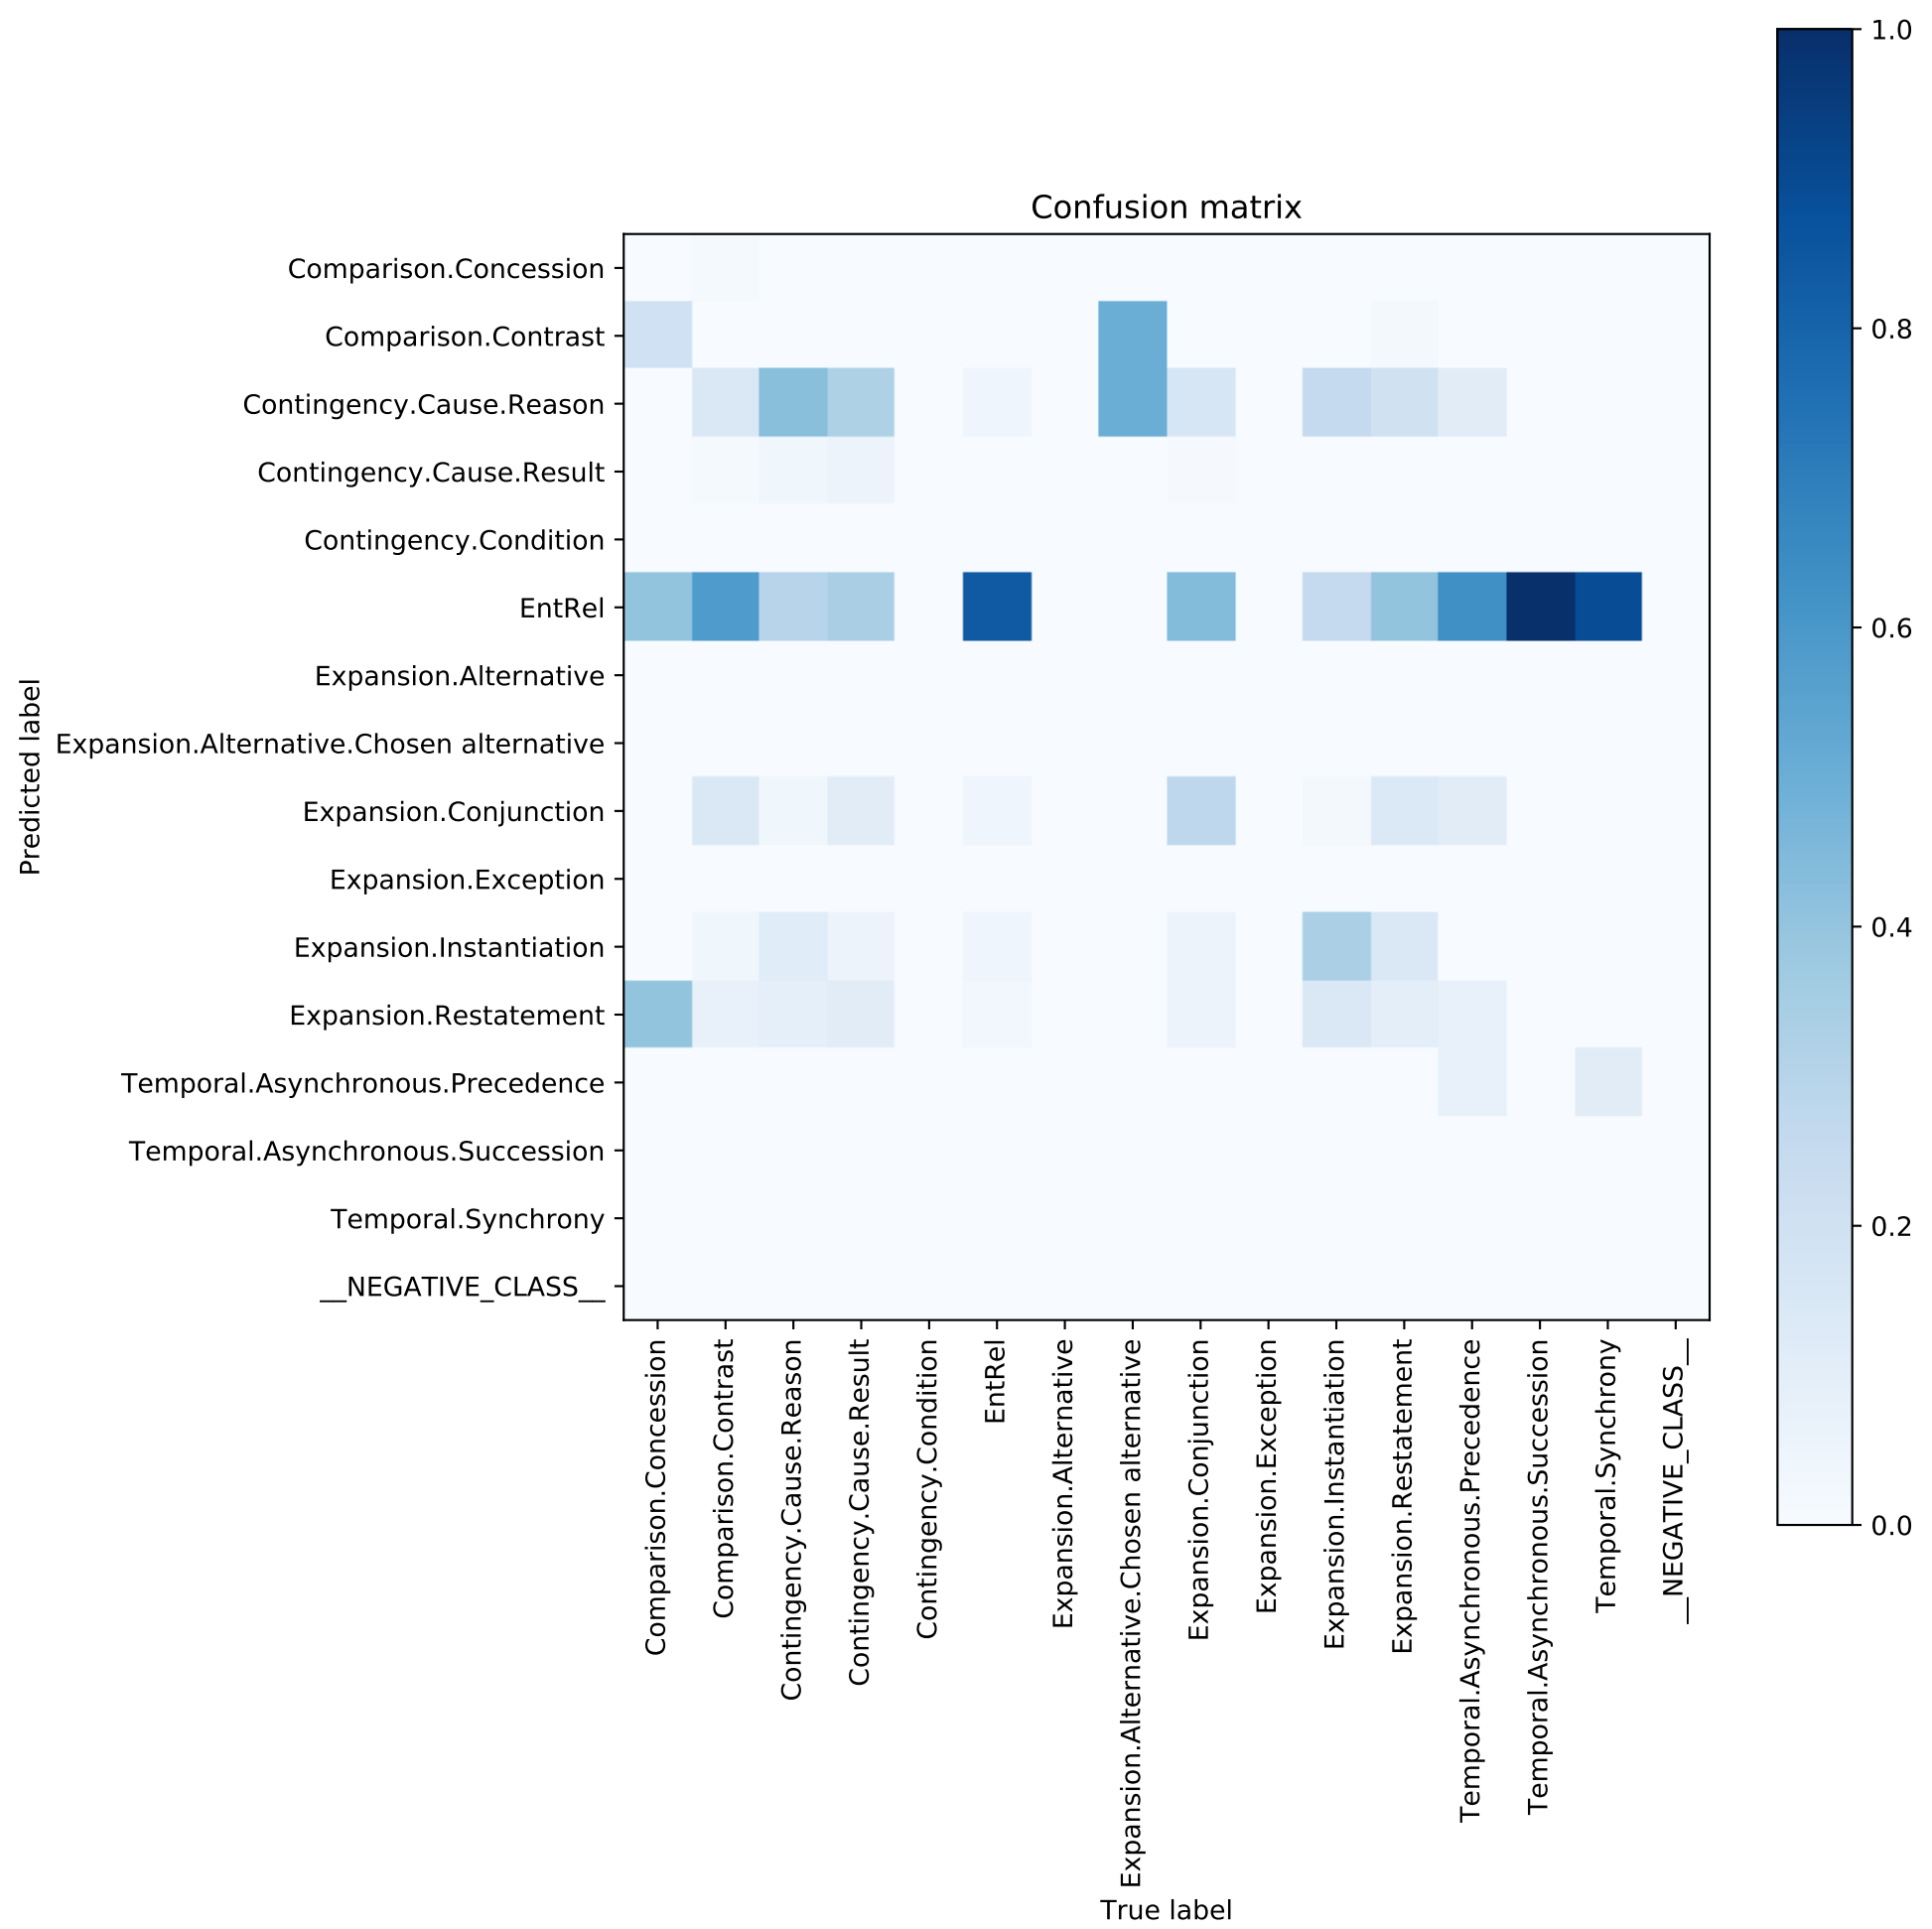 Confusion matrix
Predicted label
Comparison.Concession
Comparison.Contrast
Contingency.Cause.Reason
Contingency.Cause.Result
Contingency.Condition
EntRel
Expansion.Alternative
Expansion.Alternative.Chosen alternative
Expansion.Conjunction
Expansion.Exception
Expansion.Instantiation
Expansion.Restatement
Temporal.Asynchronous.Precedence
Temporal.Asynchronous.Succession
Temporal.Synchrony
__NEGATIVE_CLASS__
Comparison.Concession
Comparison.Contrast
Contingency.Cause.Reason
Contingency.Cause.Result
Contingency.Condition
EntRel
Expansion.Alternative
Expansion.Alternative.Chosen alternative
Expansion.Conjunction
Expansion.Exception
Expansion.Instantiation
Expansion.Restatement
Temporal.Asynchronous.Precedence
Temporal.Asynchronous.Succession
Temporal.Synchrony
__NEGATIVE_CLASS__
True label
1.0
0.8
0.6
0.4
0.2
0.0